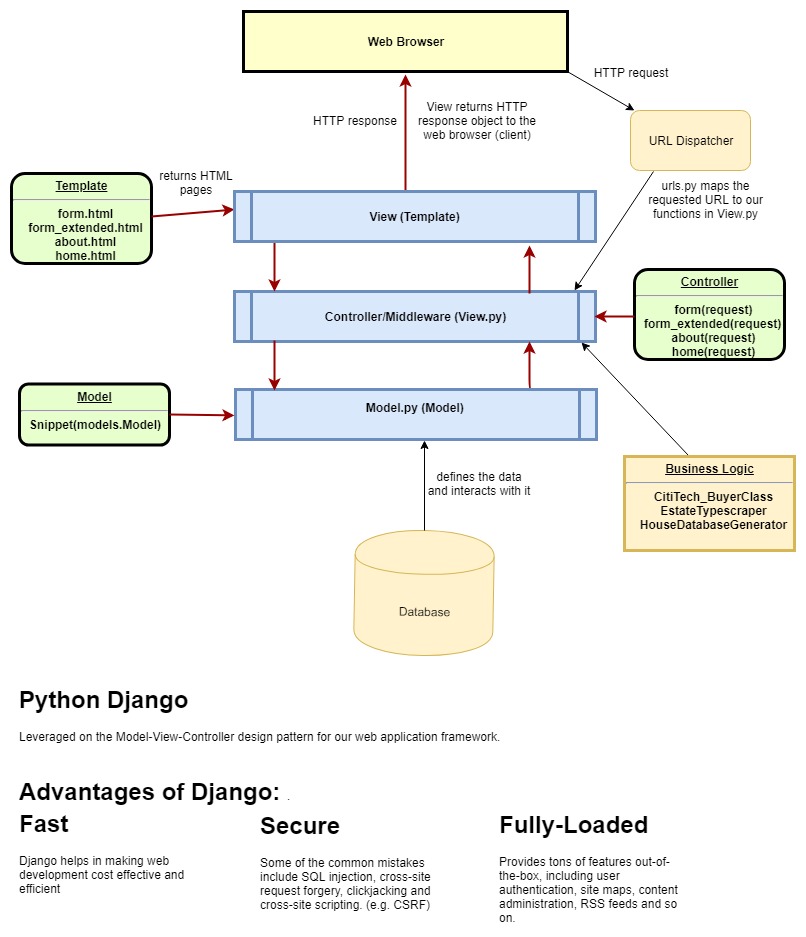 Web Browser
HTTP request
HTTP response
View returns HTTP
response object to the
web browser (client)
URL Dispatcher
returns HTML
pages
Template
form.html
form_extended.html
about.html
home.html
urls.py maps the
requested URL to our
functions in View.py
View (Template)
Controller/Middleware (View.py)
Controller
form(request)
form_extended(request)
about(request)
home(request)
Model
Snippet(models.Model)
Model.py (Model)
defines the data
and interacts with it
Business Logic
CitiTech_BuyerClass
EstateTypescraper
HouseDatabaseGenerator
Database
Python Django
Leveraged on the Model-View-Controller design pattern for our web application framework.
Advantages of Django: .
Fast
Django helps in making web
development cost effective and
efficient
Secure
Some of the common mistakes
include SQL injection, cross-site
request forgery, clickjacking and
cross-site scripting. (e.g. CSRF)
Fully-Loaded
Provides tons of features out-of-
the-box, including user
authentication, site maps, content
administration, RSS feeds and so
on.